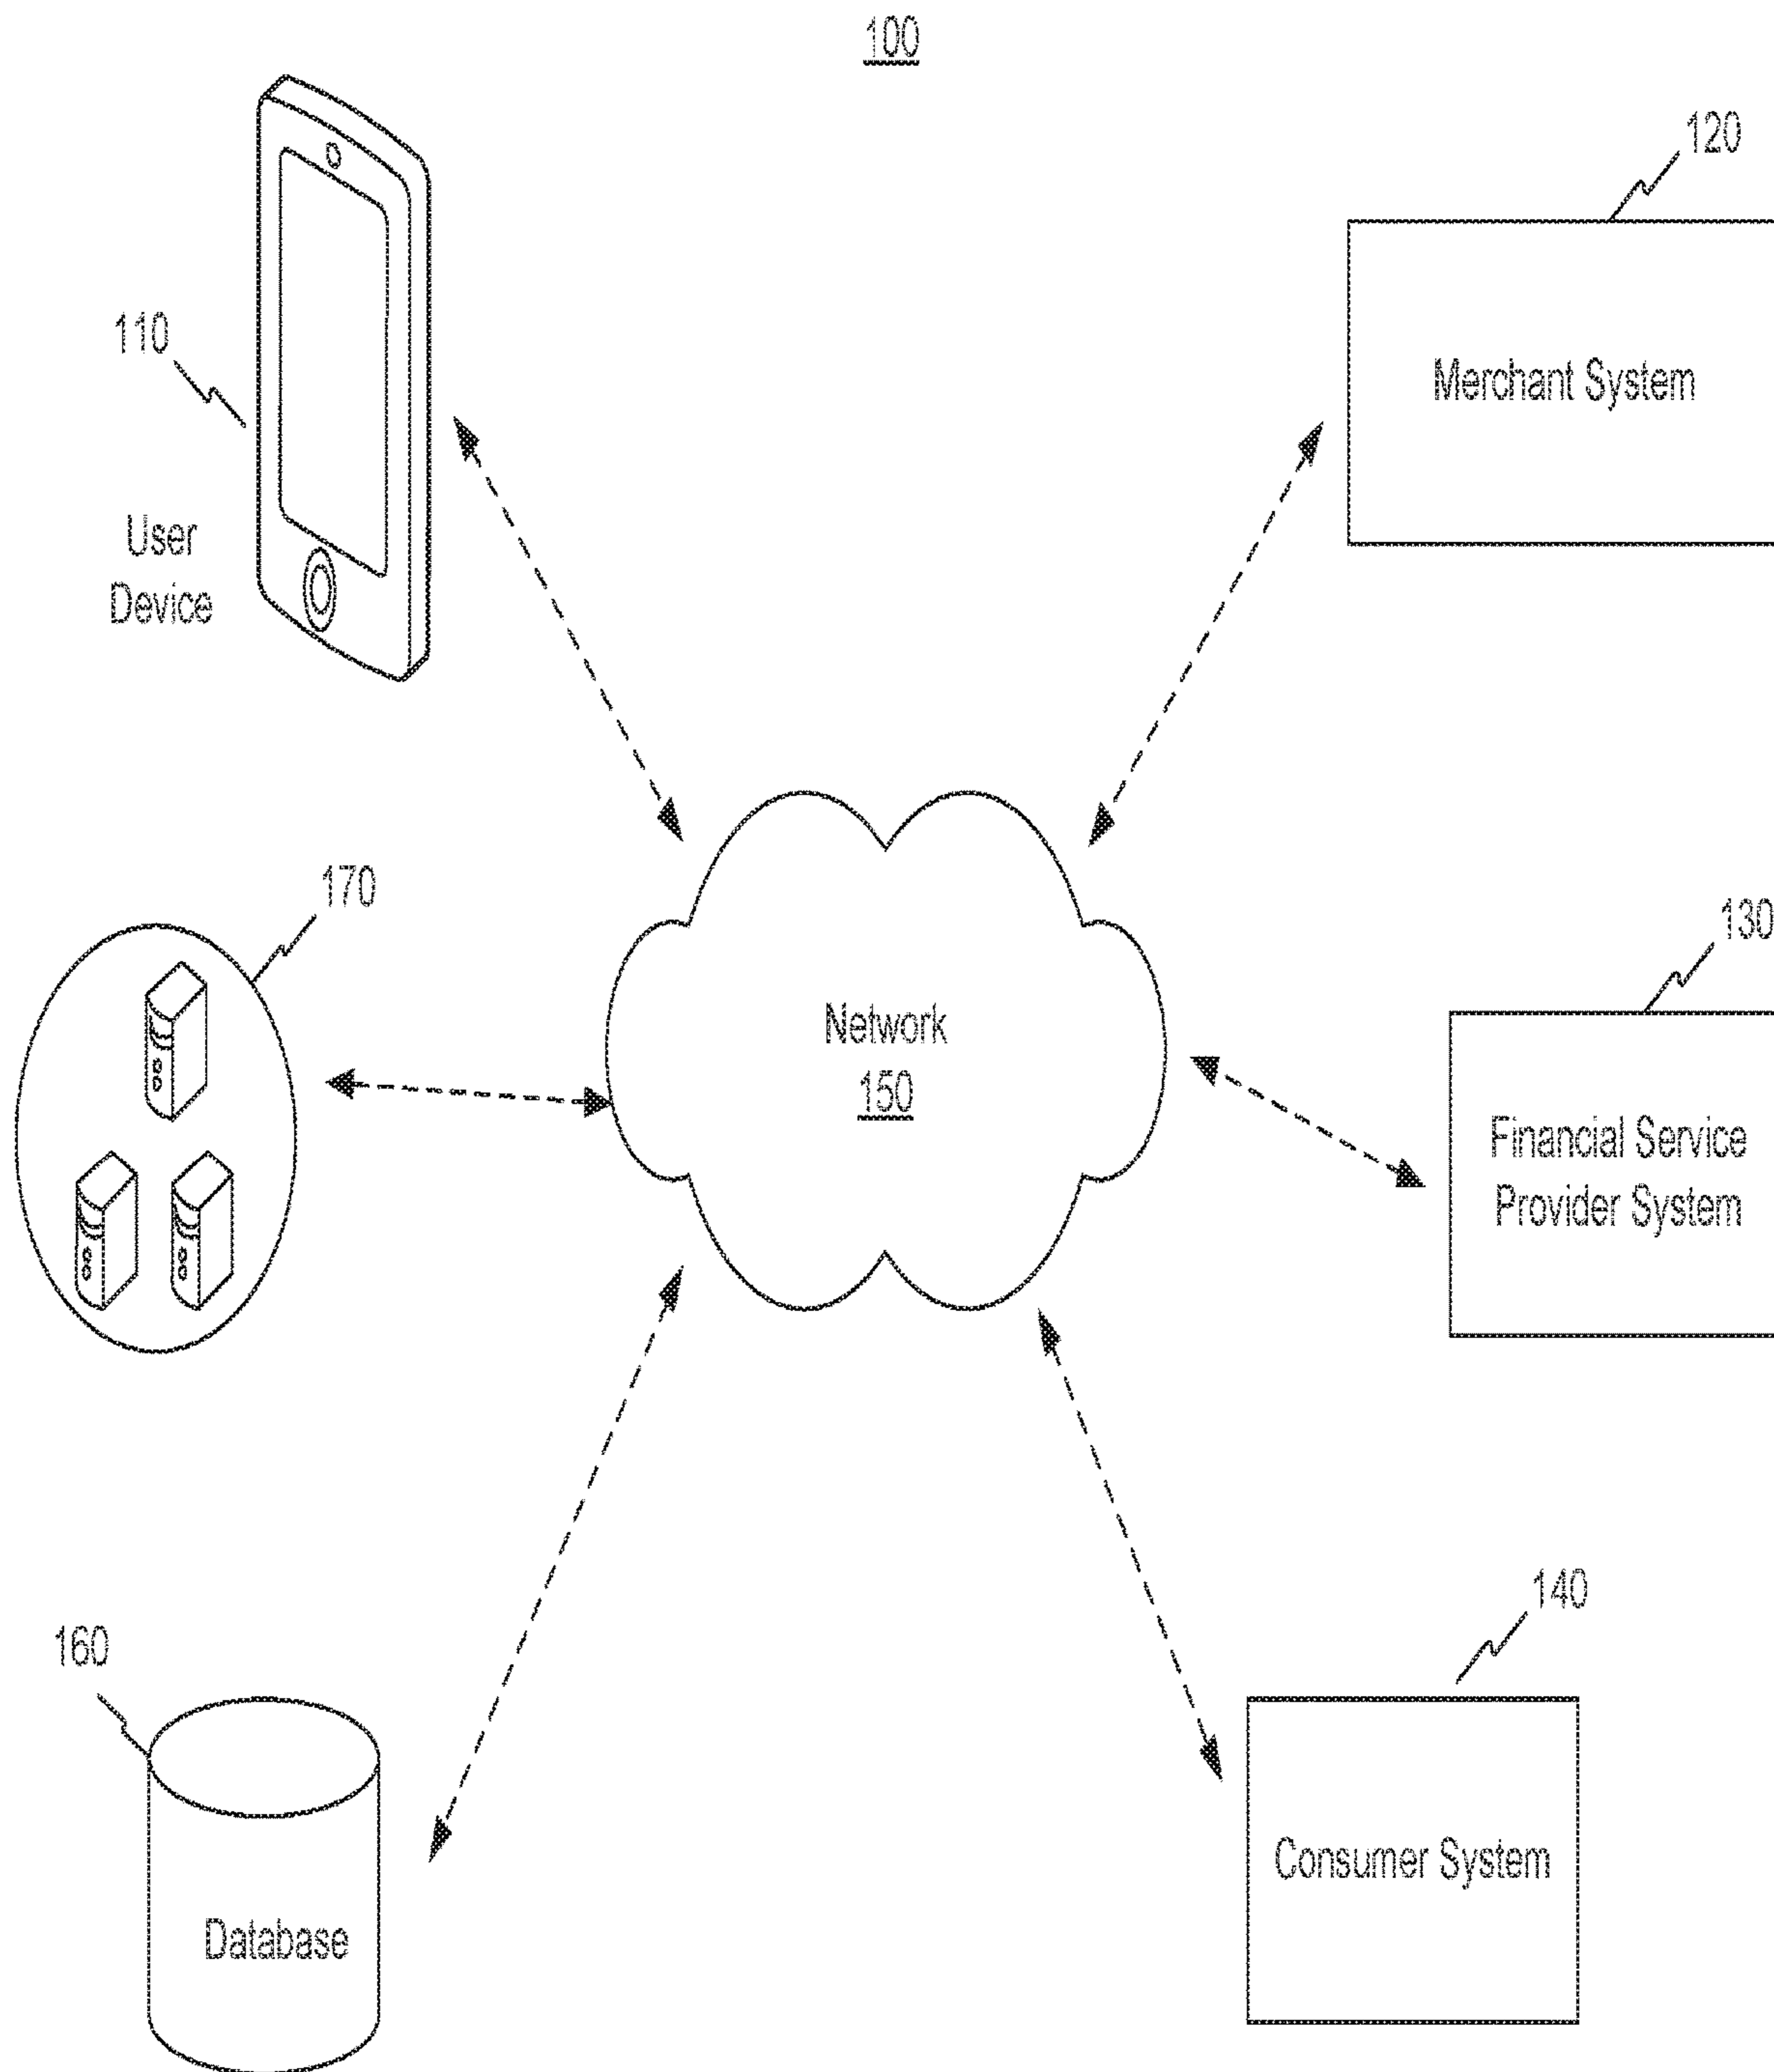 100
120
110
Merchant System
User
Device
170
130
Network
150
Financial Service
Provider System
140
160
Consumer System
Database